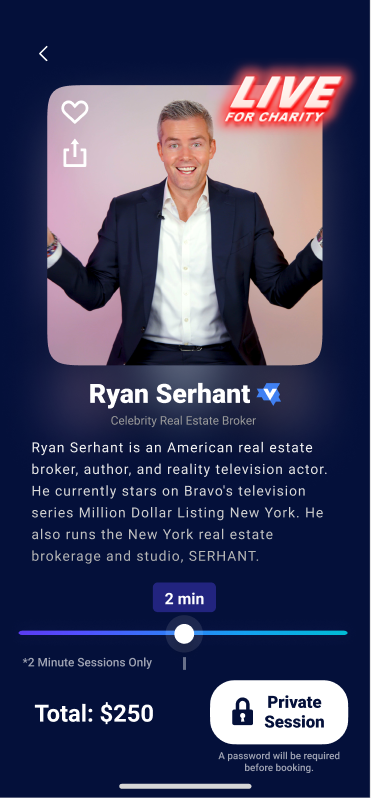 LIVE
FOR CHARITY
Ryan Serhant
Celebrity Real Estate Broker
Ryan Serhant is an American real estate
broker, author, and reality television actor.
He currently stars on Bravo's television
series Million Dollar Listing New York. He
also runs the New York real estate
brokerage and studio, SERHANT.
2 min
*2 Minute Sessions Only
Total: $250
Private
Session
A password will be required
before booking.